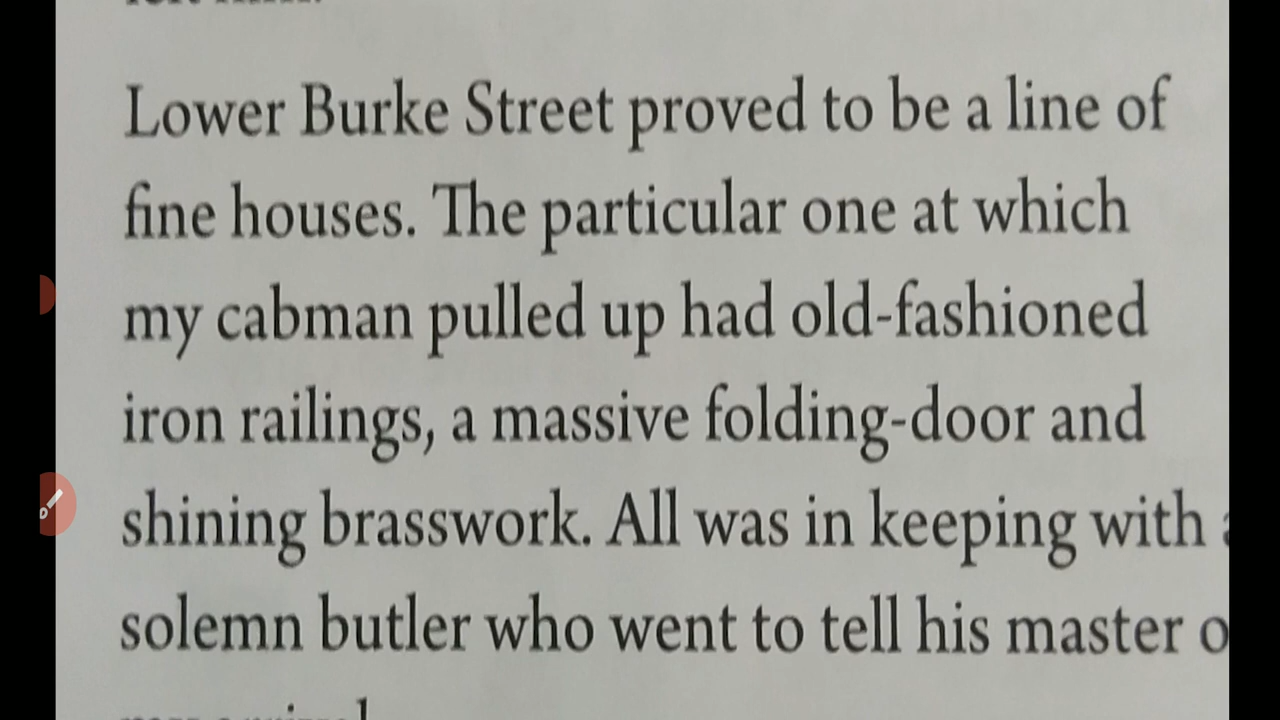 Lower Burke Street proved to be a line of
fine houses. The particular one at which
my cabman pulled up had old-fashioned
iron railings, a massive folding-door and
shining brasswork. All was in keeping with
solemn butler who went to tell his master